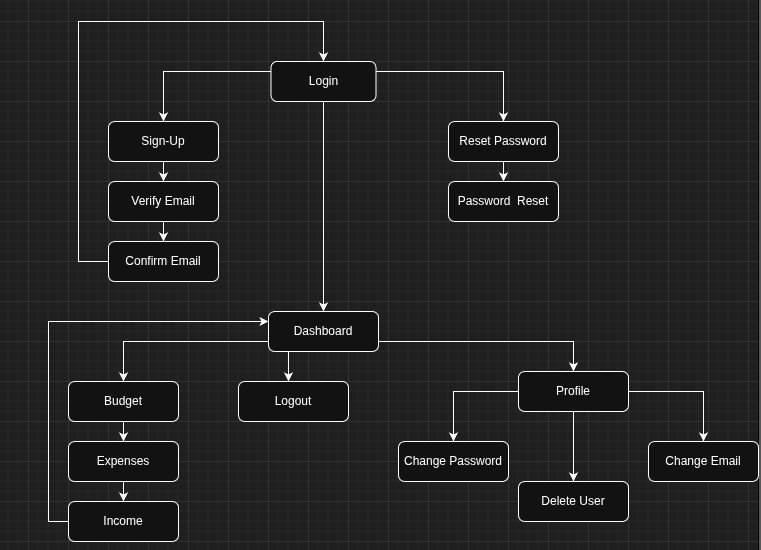 Login
Sign-Up
Reset Password
Verify Email
Password  Reset
Confirm Email
Dashboard
Budget
Logout
Profile
Expenses
Change Password
Change Email
Delete User
Income